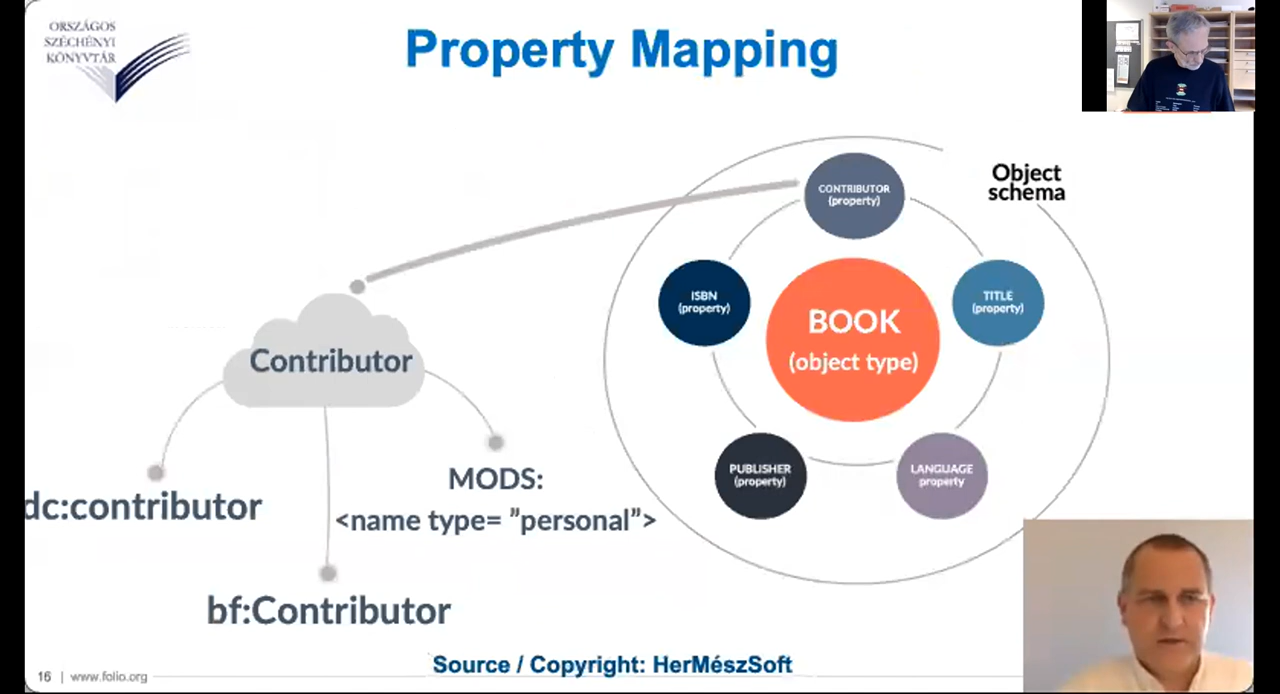 ORSZÁGOS
SZÉCHÉNYI
KÖNYVTÁR
Property Mapping
Object
schema
CONTRIBUTOR
(property)
ISBN
(property)
TITLE
(property)
BOOK
(object type)
PUBLISHER
(property)
LANGUAGE
property
Contributor
dc:contributor
MODS:
<name type= ”personal”>
bf:Contributor
Source / Copyright: HerMészSoft
16 | www.folio.org